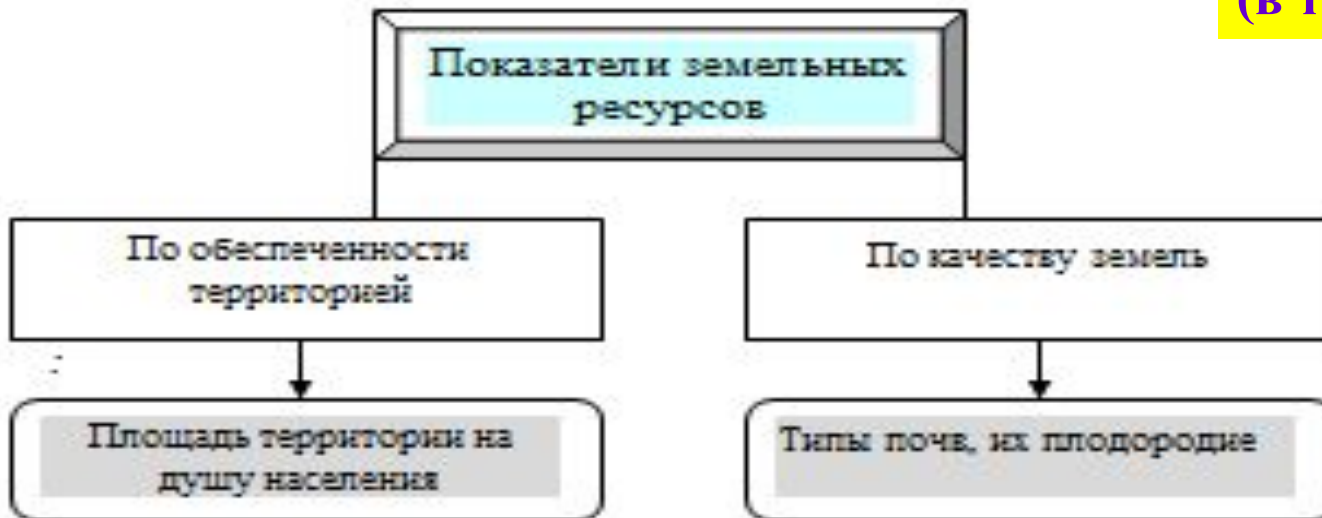 (в т
Показатели земельных
ресурсов
По обеспеченности
территорией
По качеству земель
:
Площадь территории на
душу населения
Типы почв, их плодородие